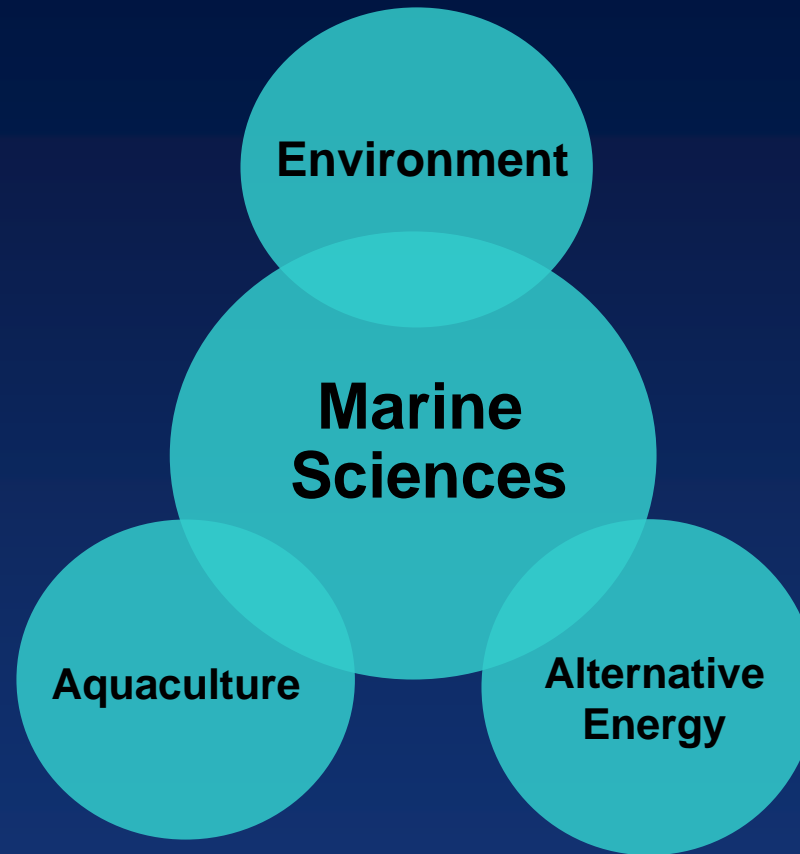 Environment
Marine
Sciences
Aquaculture
Alternative
Energy